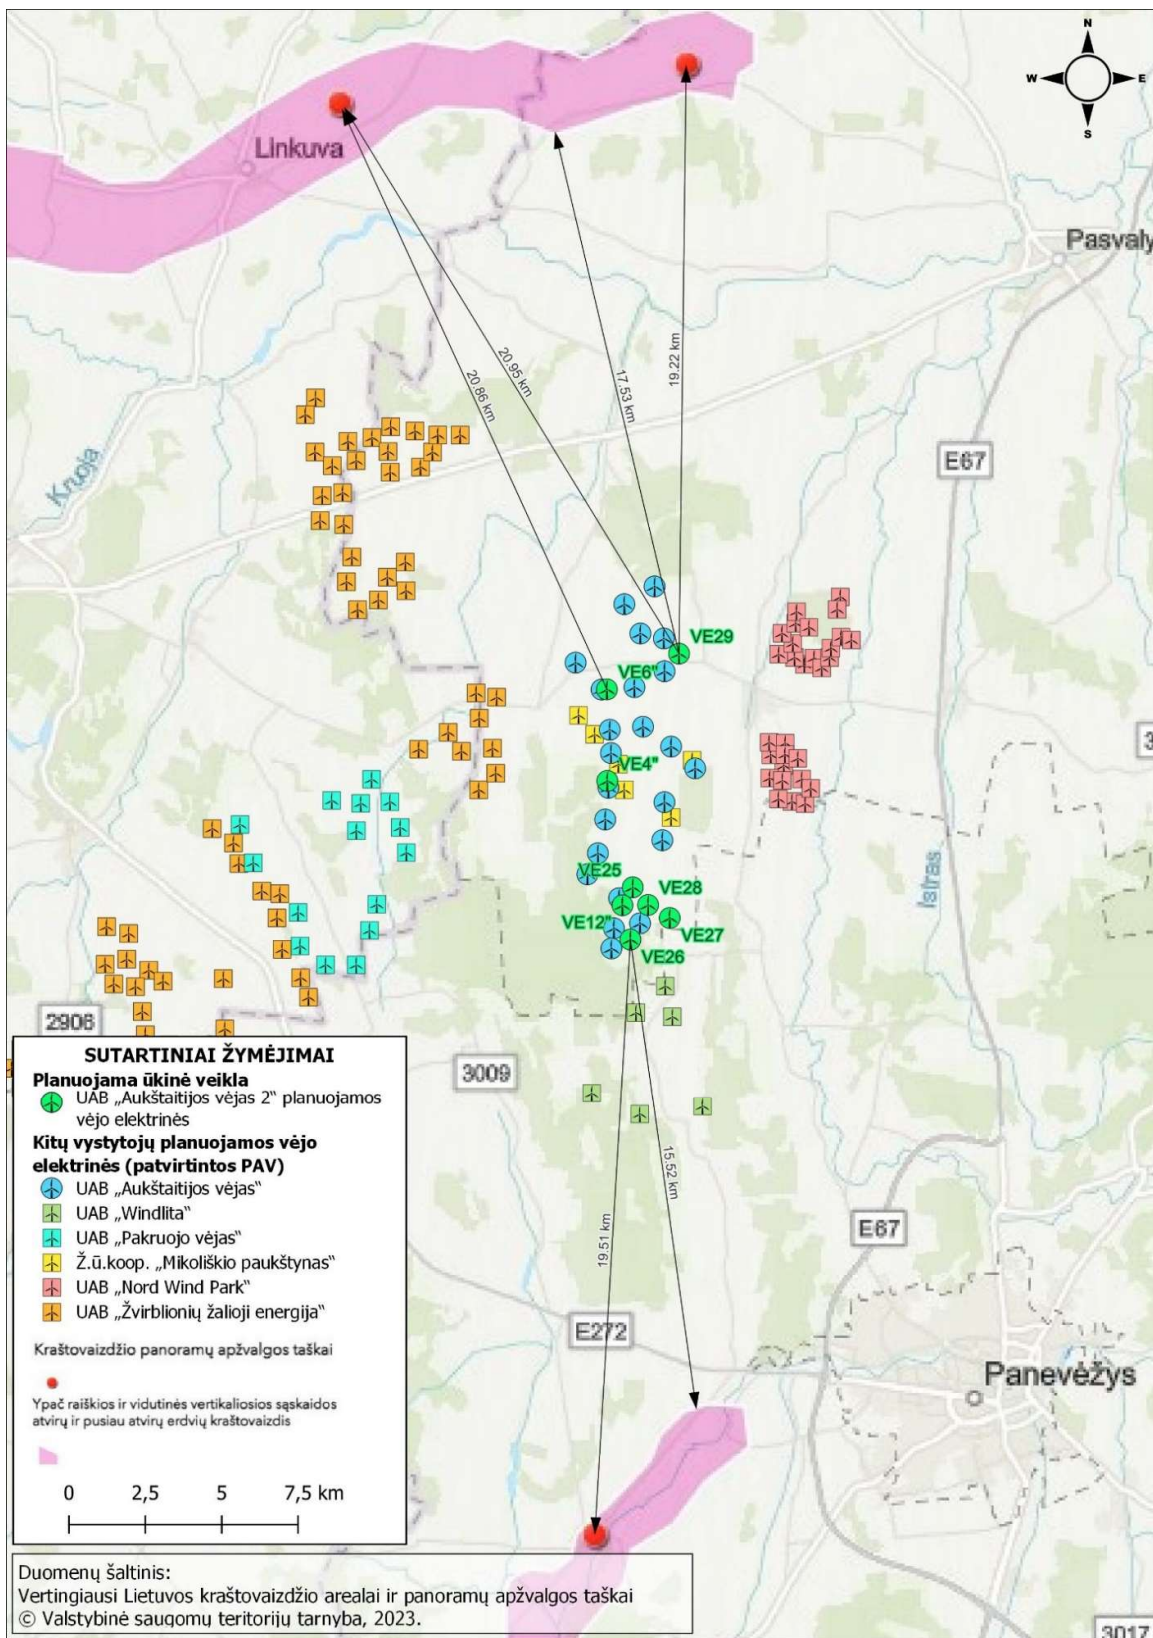 N
W
E
S
Linkuva
Pasvaly
20.95 km
20.86 km
17.53 km
19.22 km
Kruoja
E67
VE29
VE6"
VE4"
VE25
VE28
VE12"
VE27
VE26
Istras
3
2906
3009
15.52 km
19.51 km
E67
E272
Panevėžys
3017
SUTARTINIAI ŽYMĖJIMAI
Planuojama ūkinė veikla
UAB „Aukštaitijos vėjas 2“ planuojamos
vėjo elektrinės
Kitų vystytojų planuojamos vėjo
elektrinės (patvirtintos PAV)
UAB „Aukštaitijos vėjas“
UAB „Windlita“
UAB „Pakruojo vėjas“
Ž.ū.koop. „Mikoliškio paukštynas“
UAB „Nord Wind Park“
UAB „Žvirblionių žalioji energija“
Kraštovaizdžio panoramų apžvalgos taškai
Ypač raiškios ir vidutinės vertikaliosios sąskaidos
atvirų ir pusiau atvirų erdvių kraštovaizdis
0 2,5 5 7,5 km
Duomenų šaltinis:
Vertingiausi Lietuvos kraštovaizdžio arealai ir panoramų apžvalgos taškai
© Valstybinė saugomų teritorijų tarnyba, 2023.